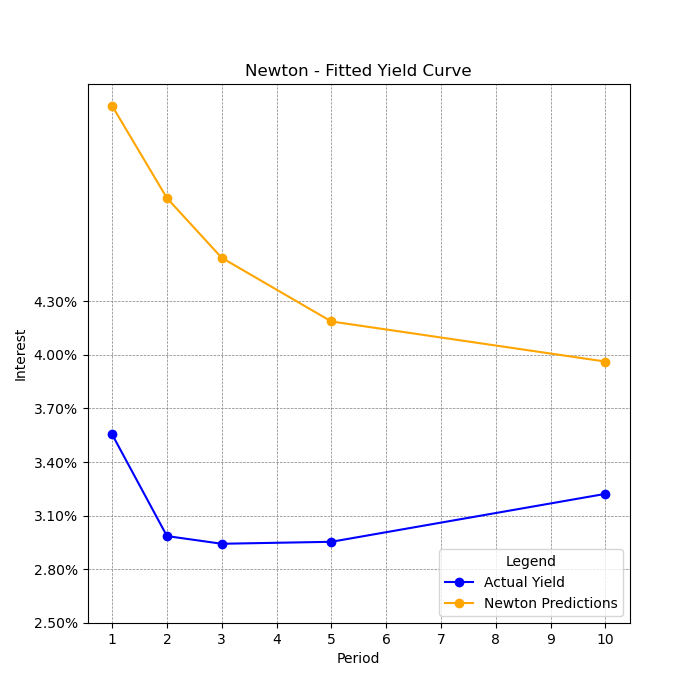 Newton - Fitted Yield Curve
Interest
4.30%
4.00%
3.70%
3.40%
3.10%
2.80%
2.50%
Legend
Actual Yield
Newton Predictions
1 2 3 4 5 6 7 8 9 10
Period